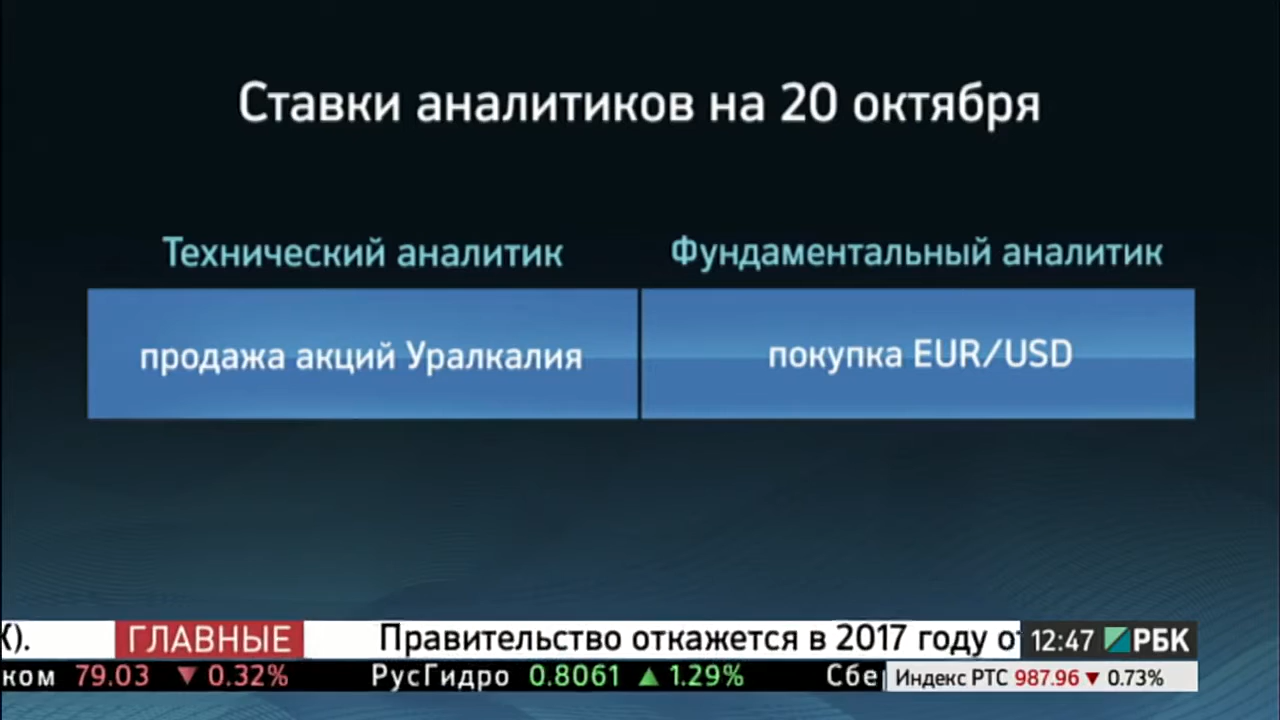 Ставки аналитиков на 20 октября
Технический аналитик
Фундаментальный аналитик
продажа акций Уралкалия
покупка EUR/USD
). ГЛАВНЫЕ Правительство откажется в 2017 году 12:47 РБК
ком 79.03 ▼ 0.32% РусГидро 0.8061 ▲ 1.29% Сбе Индекс РТС 987.96 ▼ 0.73%